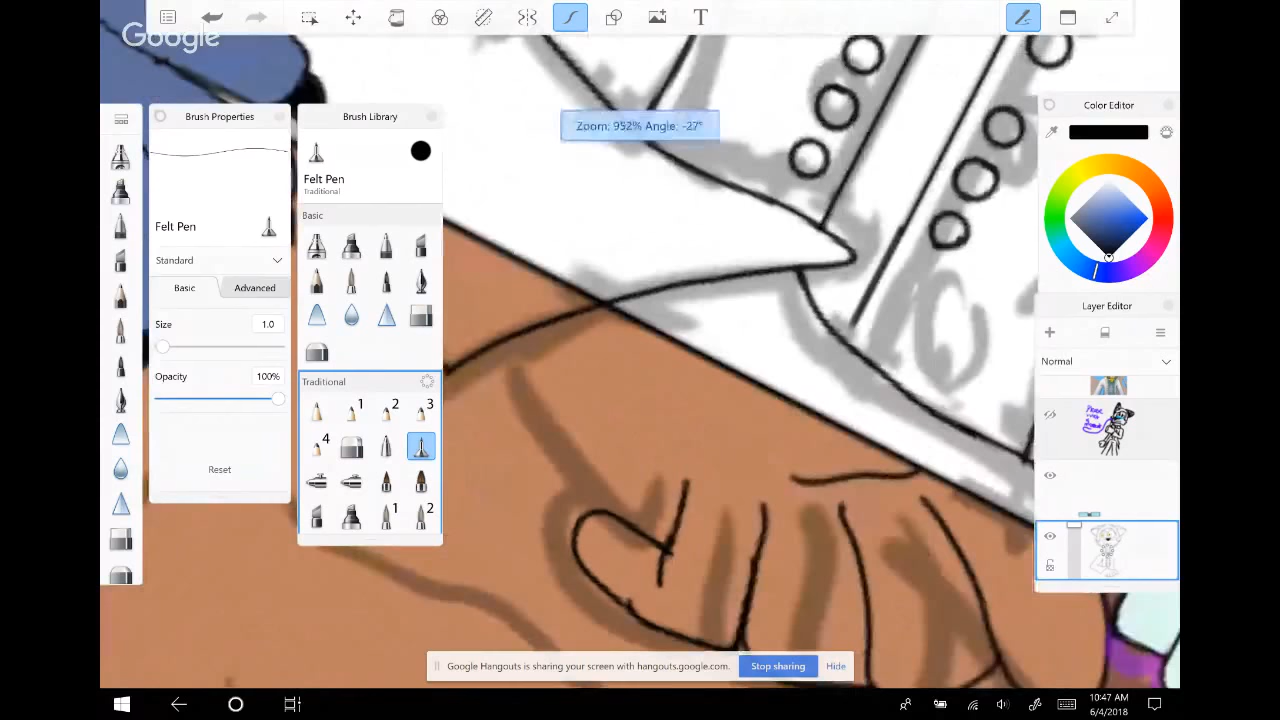 T
Google
Zoom: 952% Angle: -27°
Brush Properties
Felt Pen
Standard
Basic
Advanced
Size
1.0
Opacity
100%
Reset
Brush Library
Felt Pen
Traditional
Basic
Traditional
1
2
3
4
1
2
Color Editor
Layer Editor
Normal
Google Hangouts is sharing your screen with hangouts.google.com.
Stop sharing
Hide
10:47 AM
6/4/2018